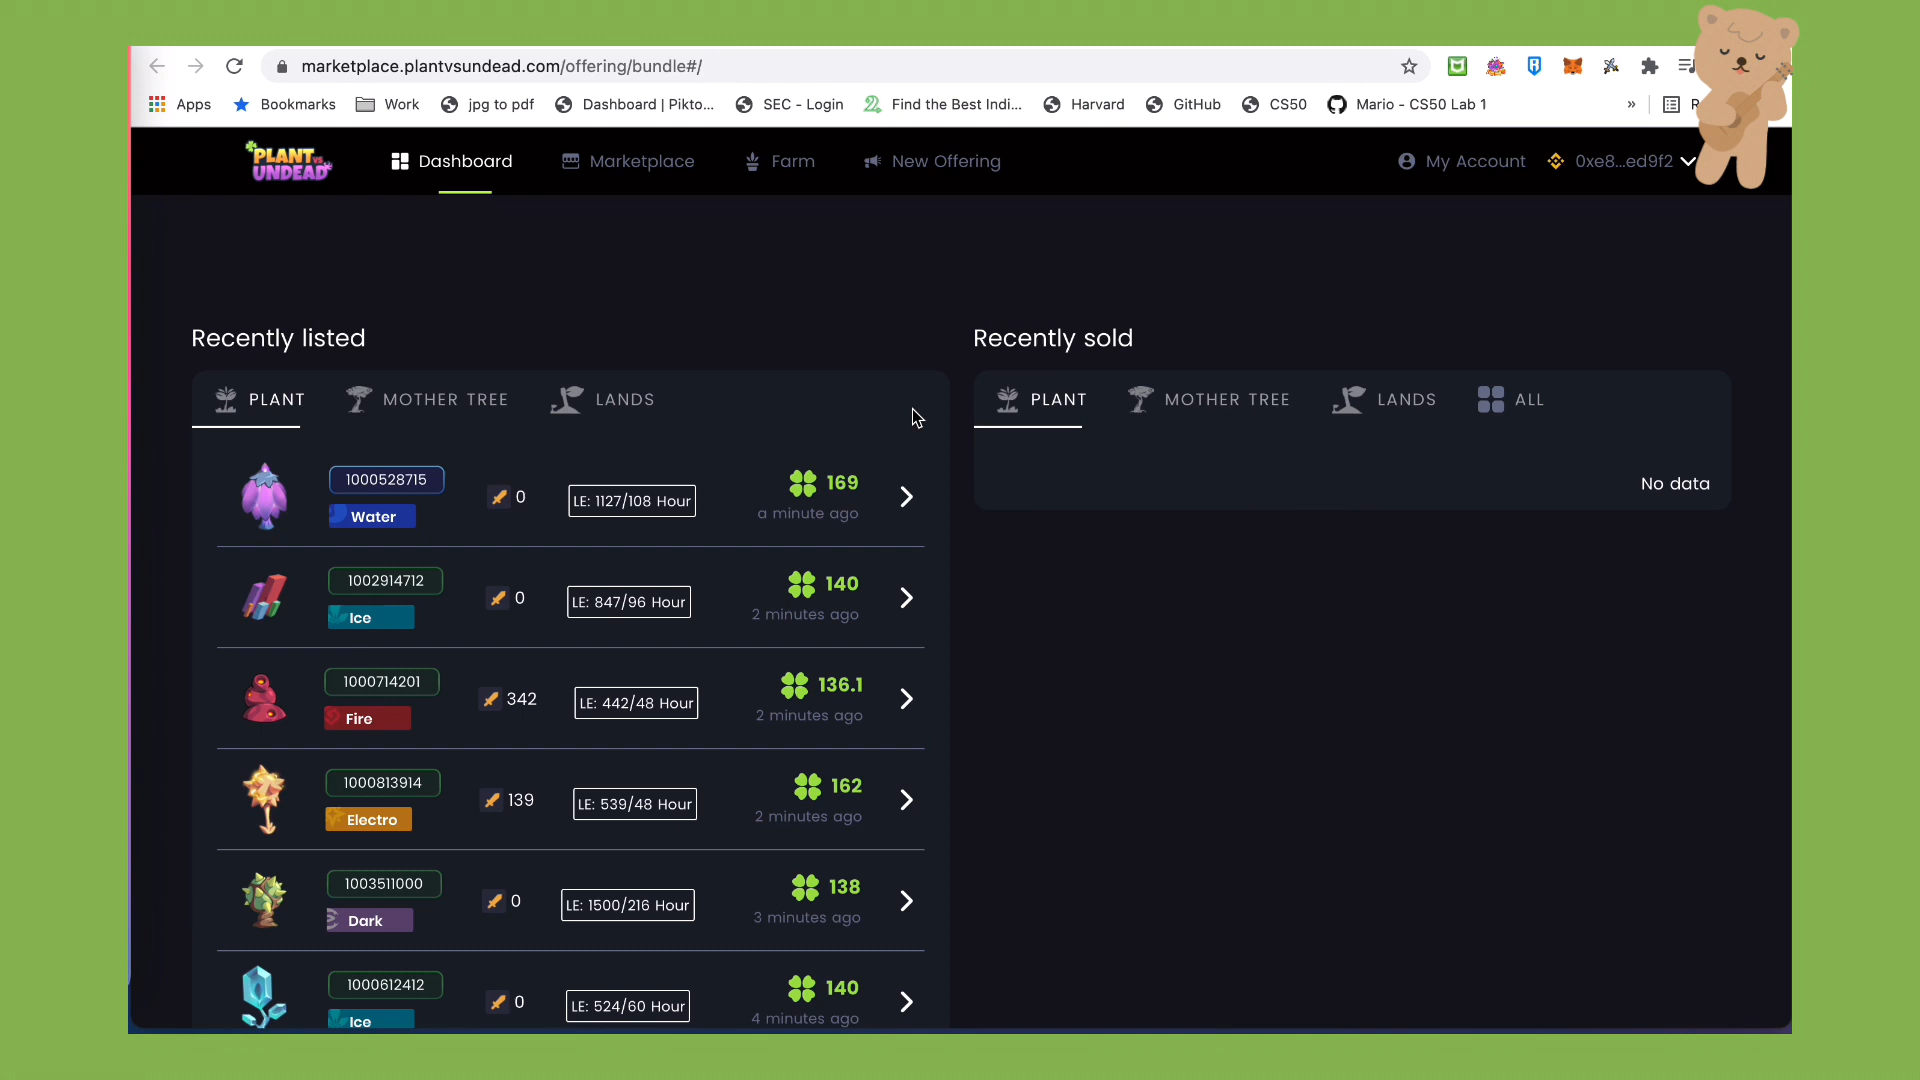 marketplace.plantvsundead.com/offering/bundle#/
Apps Bookmarks Work jpg to pdf Dashboard | Pikto... SEC - Login Find the Best Indi... Harvard GitHub CS50 Mario - CS50 Lab 1 »
PLANT VS UNDEAD
Dashboard Marketplace Farm New Offering My Account 0xe8...ed9f2
Recently listed
PLANT MOTHER TREE LANDS
1000528715
Water
0
LE: 1127/108 Hour
169
a minute ago
1002914712
Ice
0
LE: 847/96 Hour
140
2 minutes ago
1000714201
Fire
342
LE: 442/48 Hour
136.1
2 minutes ago
1000813914
Electro
139
LE: 539/48 Hour
162
2 minutes ago
1003511000
Dark
0
LE: 1500/216 Hour
138
3 minutes ago
1000612412
Ice
0
LE: 524/60 Hour
140
4 minutes ago
Recently sold
PLANT MOTHER TREE LANDS ALL
No data